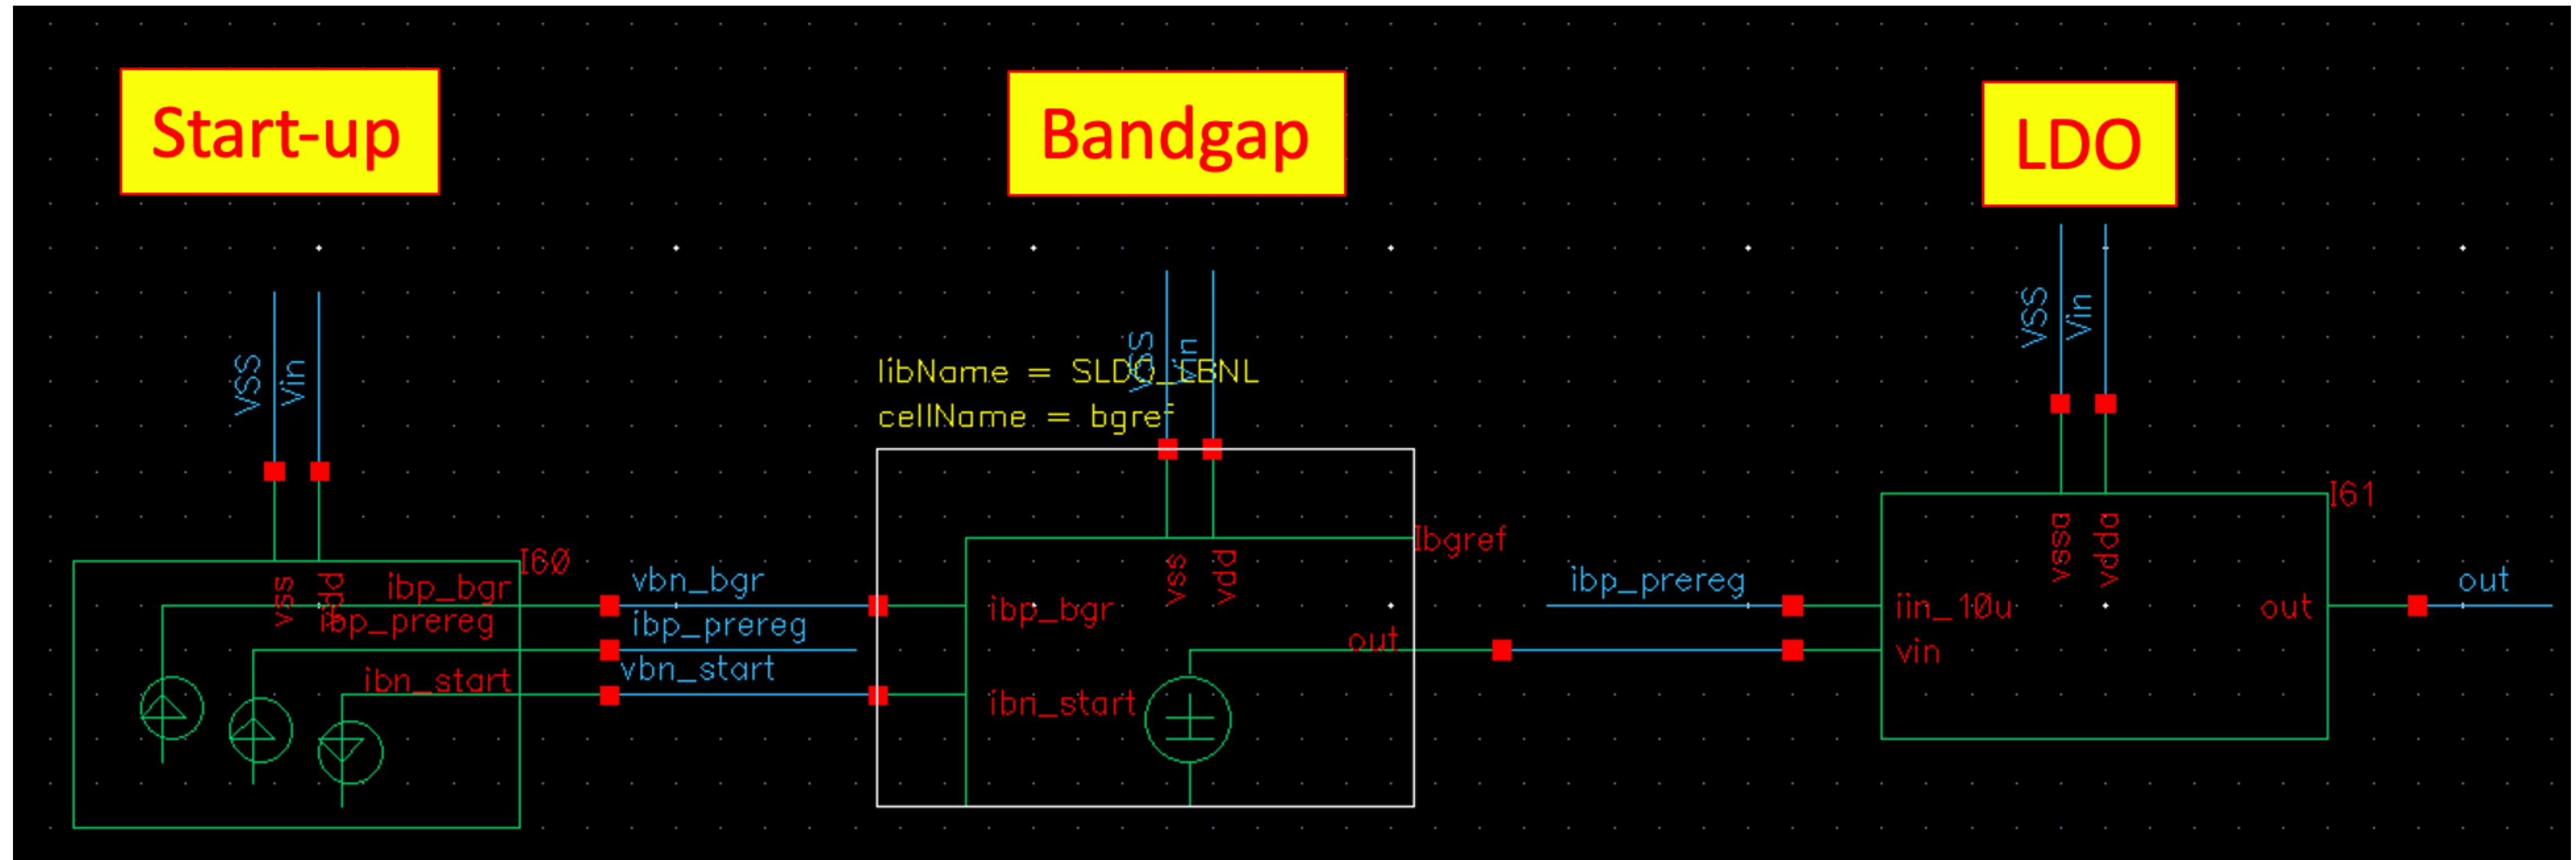 Start-up
Bandgap
LDO
VSS
Vin
VSS
Vin
VSS
Vin
libName = SLDO_LBNL
cellName = bgref
I60
vss
vdd
ibp_bgr
ibp_prereg
ibn_start
vbn_bgr
ibp_prereg
vbn_start
Ibgref
vss
vdd
ibp_bgr
ibn_start
out
ibp_prereg
I61
vssa
vdda
iin_10u
vin
out
out